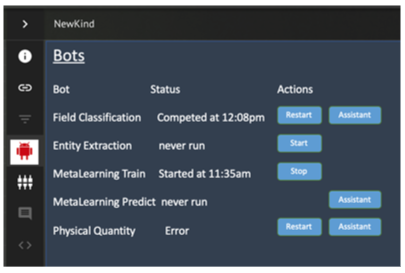 NewKind
Bots
Bot Status Actions
Field Classification Competed at 12:08pm Restart Assistant
Entity Extraction never run Start
MetaLearning Train Started at 11:35am Stop
MetaLearning Predict never run Assistant
Physical Quantity Error Restart Assistant